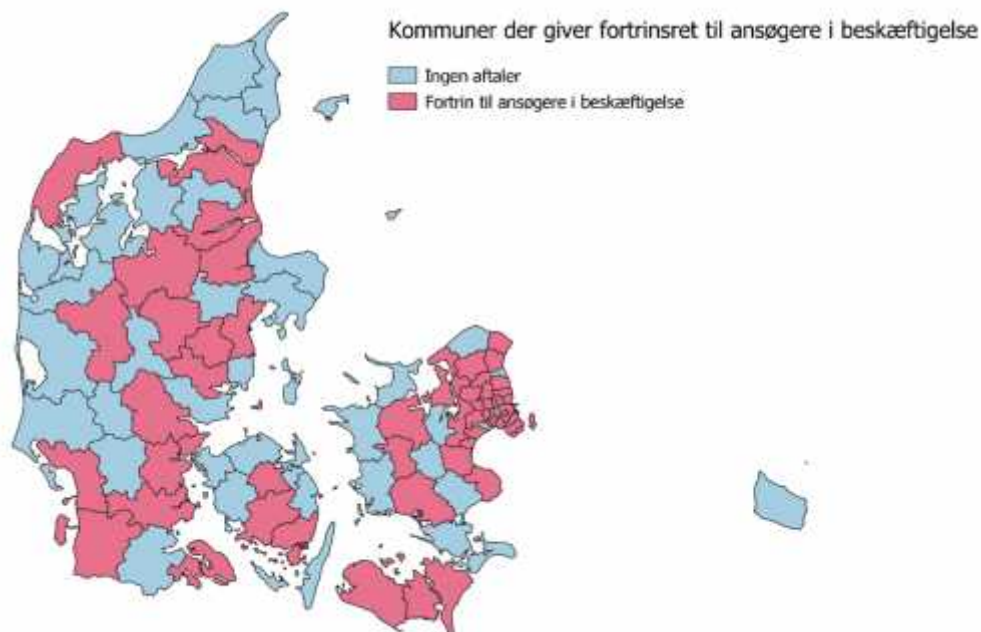 Kommuner der giver fortrinsret til ansøgere i beskæftigelse
Ingen aftaler
Fortrin til ansøgere i beskæftigelse